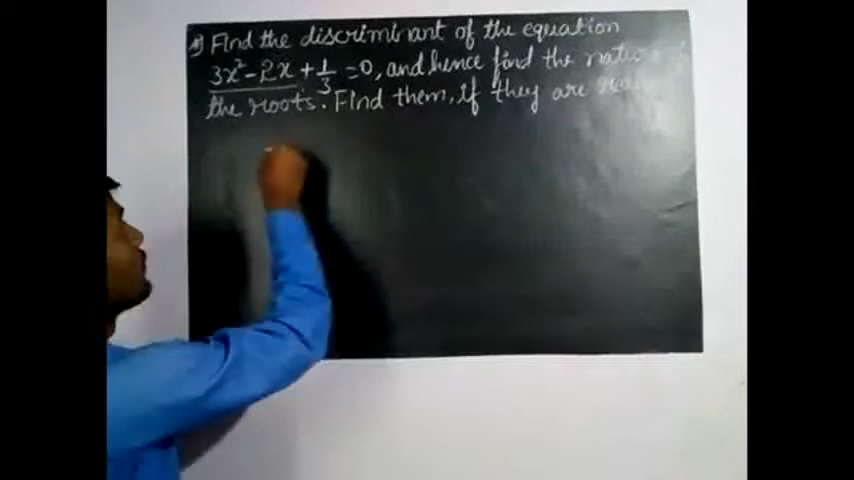 Find the discriminant of the equation
3x² - 2x + 1/3 = 0, and hence find the natu
the roots. Find them, if they are